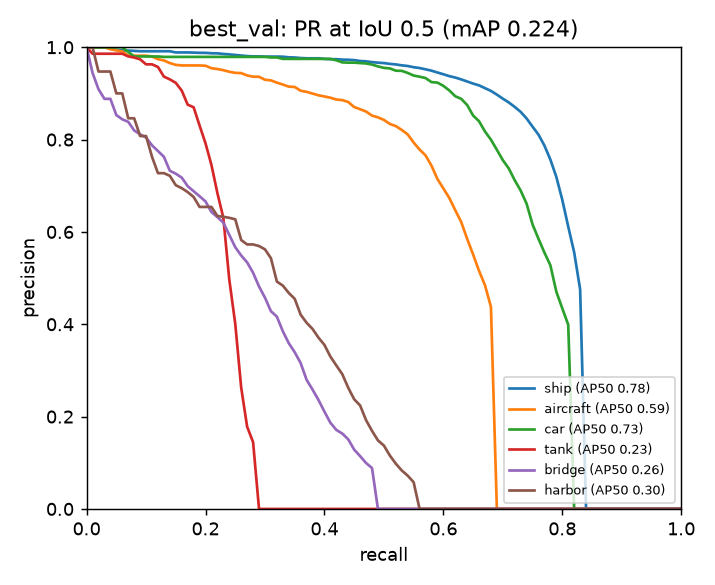 best_val: PR at IoU 0.5 (mAP 0.224)
1.0
0.8
0.6
0.4
0.2
0.0
precision
ship (AP50 0.78)
aircraft (AP50 0.59)
car (AP50 0.73)
tank (AP50 0.23)
bridge (AP50 0.26)
harbor (AP50 0.30)
0.0 0.2 0.4 0.6 0.8 1.0
recall